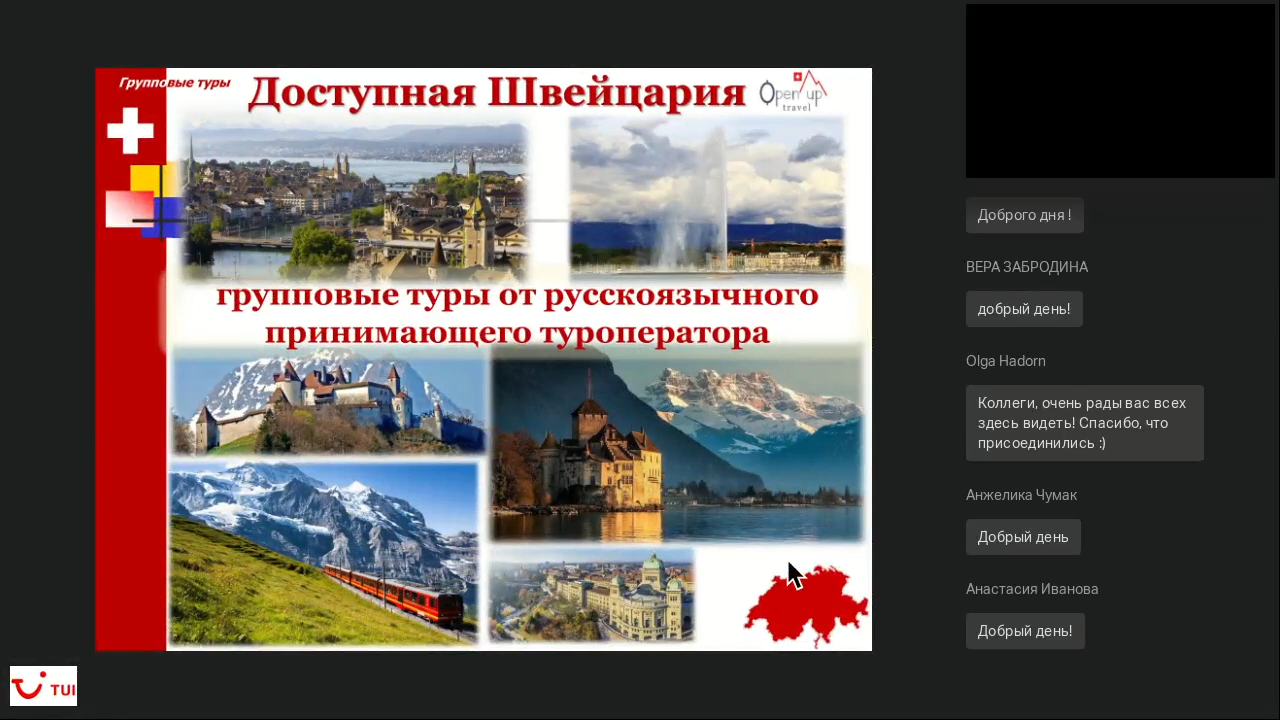 Групповые туры
Доступная Швейцария
Open up
travel
групповые туры от русскоязычного
принимающего туроператора
TUI
Доброго дня !
ВЕРА ЗАБРОДИНА
добрый день!
Olga Hadorn
Коллеги, очень рады вас всех
здесь видеть! Спасибо, что
присоединились :)
Анжелика Чумак
Добрый день
Анастасия Иванова
Добрый день!